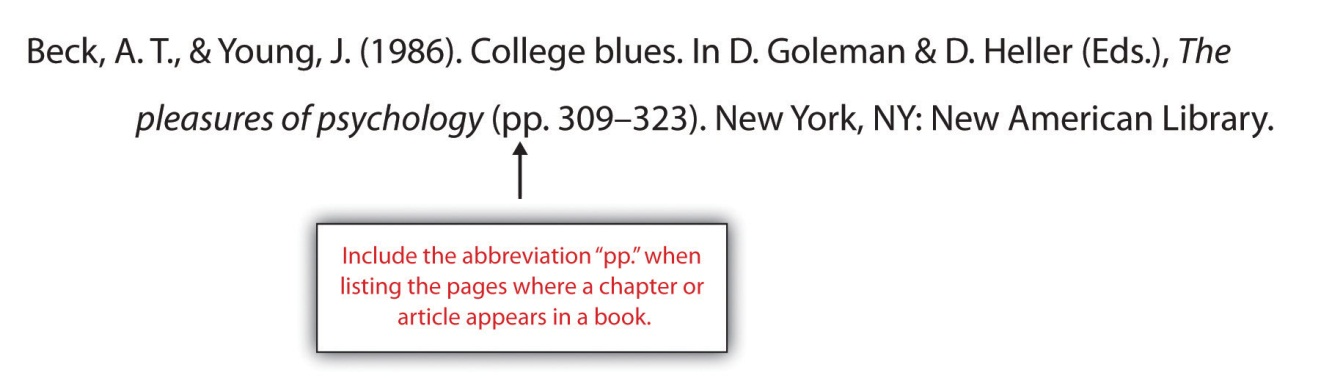 Beck, A. T., & Young, J. (1986). College blues. In D. Goleman & D. Heller (Eds.), The
pleasures of psychology (pp. 309–323). New York, NY: New American Library.
Include the abbreviation “pp.” when
listing the pages where a chapter or
article appears in a book.